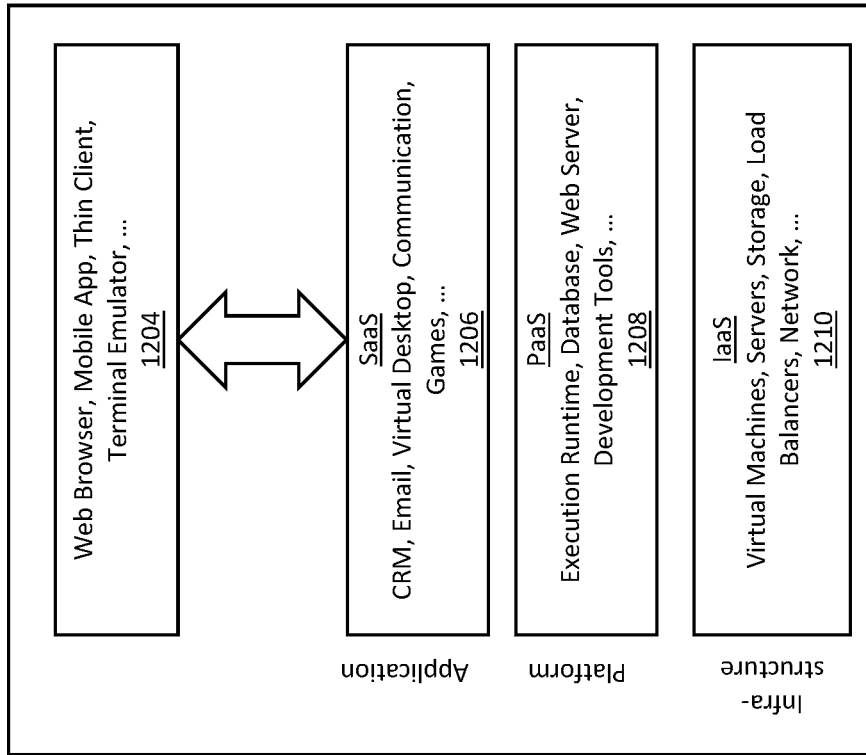 Web Browser, Mobile App, Thin Client,
Terminal Emulator, ...
1204
Application
SaaS
CRM, Email, Virtual Desktop, Communication,
Games, ...
1206
Platform
PaaS
Execution Runtime, Database, Web Server,
Development Tools, ...
1208
Infra-
structure
IaaS
Virtual Machines, Servers, Storage, Load
Balancers, Network, ...
1210